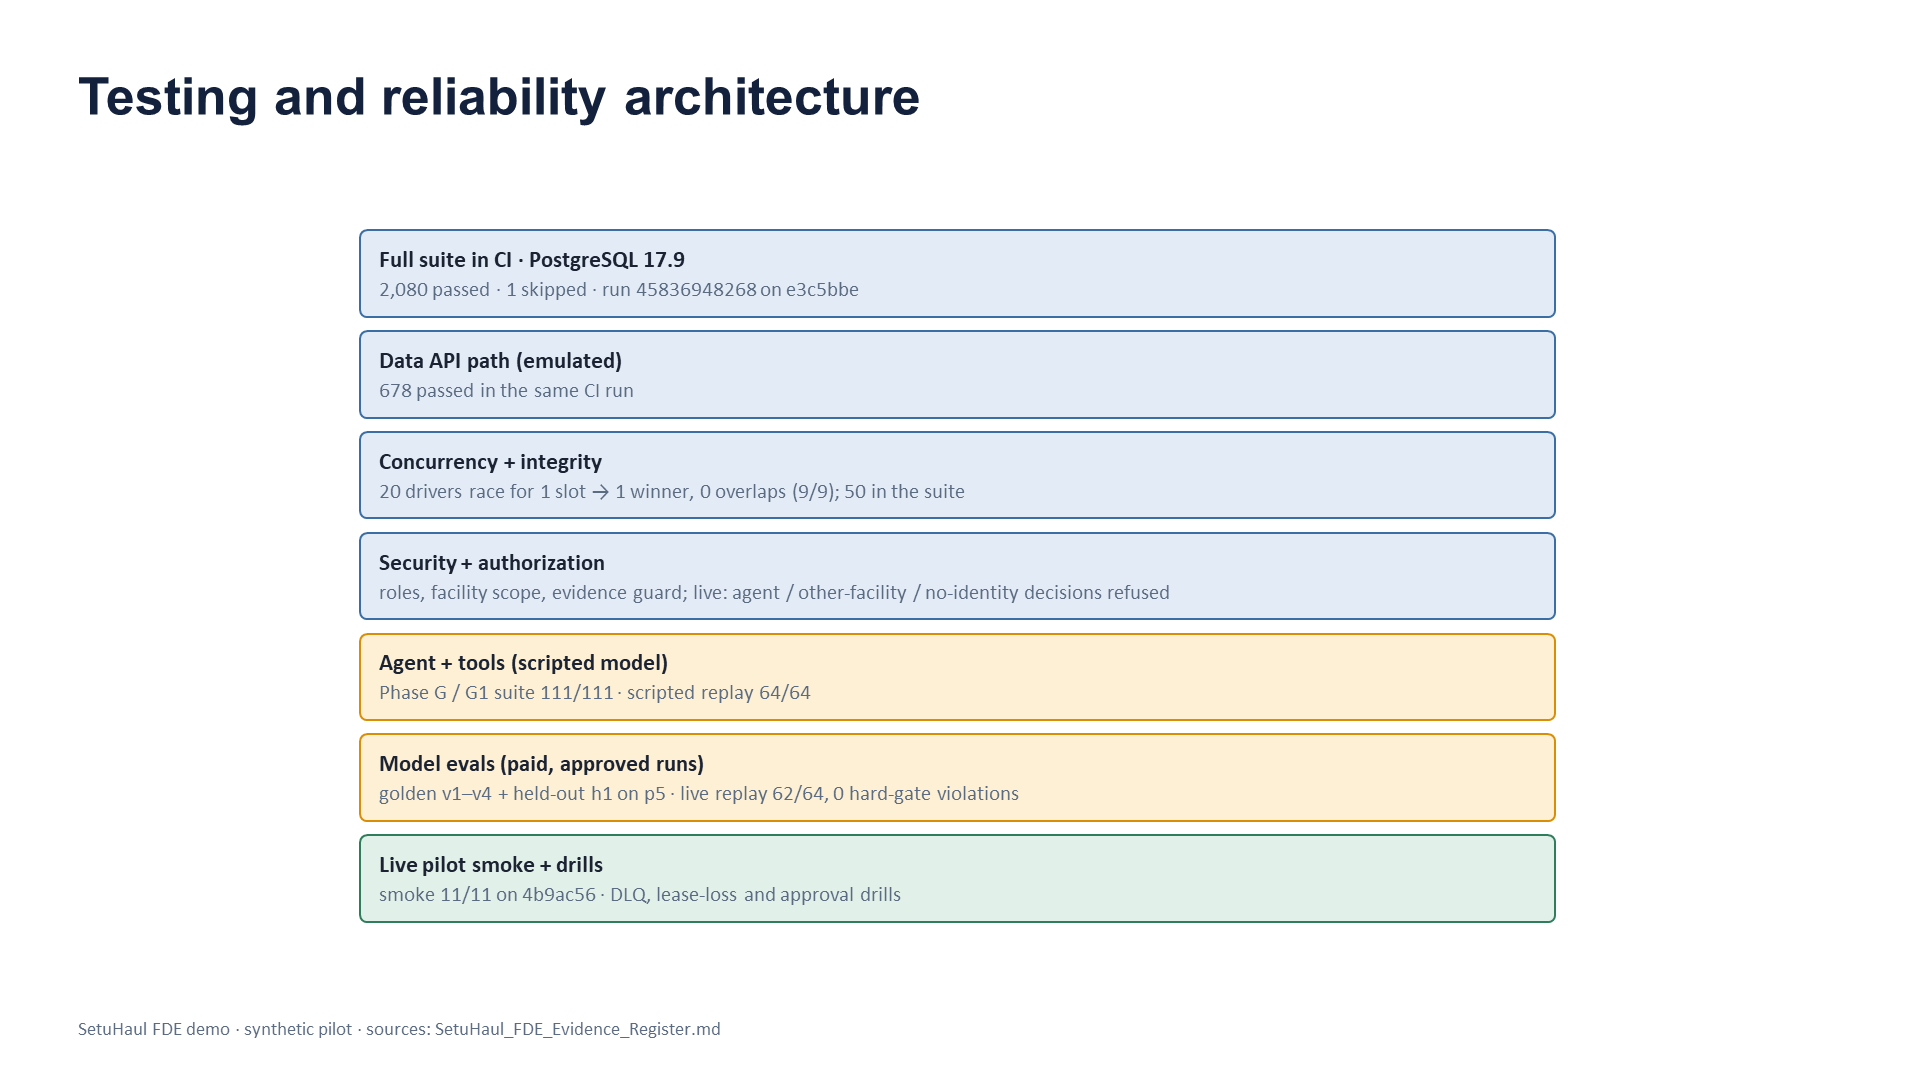 Testing and reliability architecture
Full suite in CI · PostgreSQL 17.9
2,080 passed · 1 skipped · run 45836948268 on e3c5bbe
Data API path (emulated)
678 passed in the same CI run
Concurrency + integrity
20 drivers race for 1 slot → 1 winner, 0 overlaps (9/9); 50 in the suite
Security + authorization
roles, facility scope, evidence guard; live: agent / other-facility / no-identity decisions refused
Agent + tools (scripted model)
Phase G / G1 suite 111/111 · scripted replay 64/64
Model evals (paid, approved runs)
golden v1–v4 + held-out h1 on p5 · live replay 62/64, 0 hard-gate violations
Live pilot smoke + drills
smoke 11/11 on 4b9ac56 · DLQ, lease-loss and approval drills
SetuHaul FDE demo · synthetic pilot · sources: SetuHaul_FDE_Evidence_Register.md